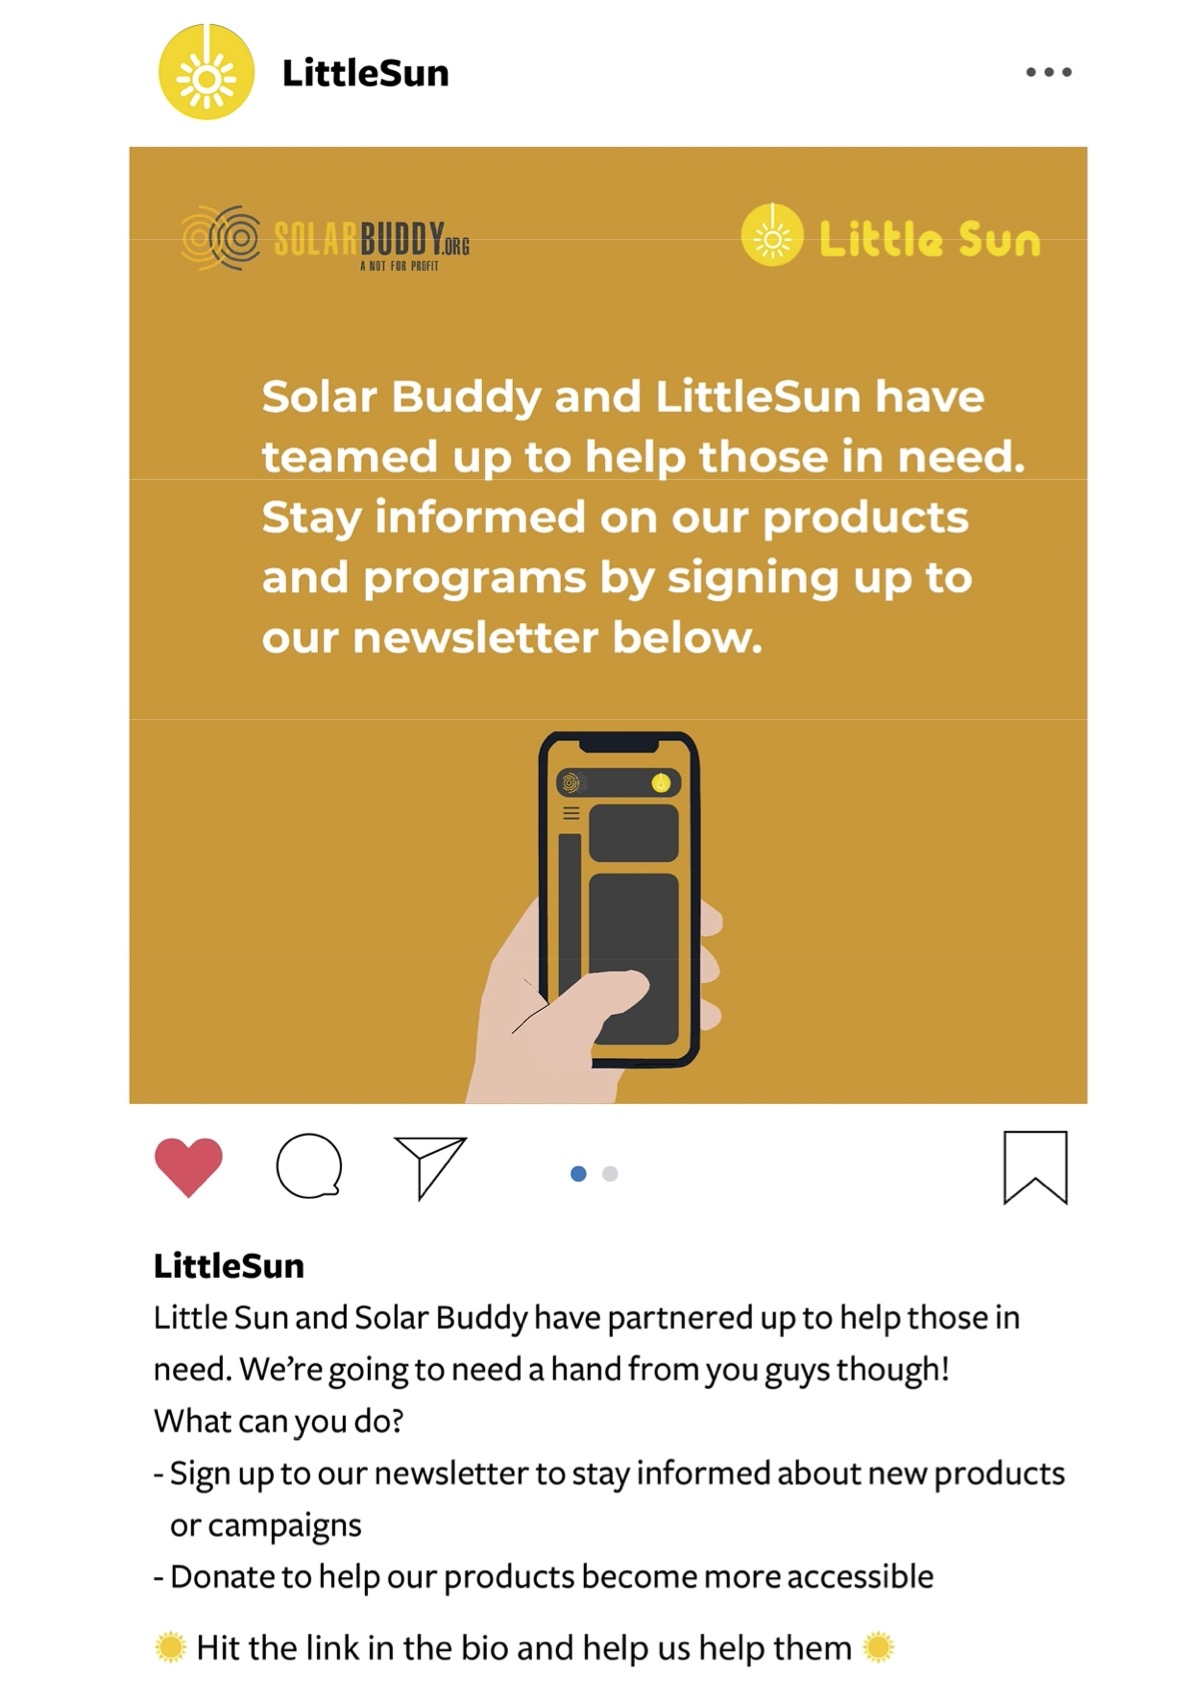 LittleSun
SOLARBUDDY.ORG
A NOT FOR PROFIT
Little Sun
Solar Buddy and LittleSun have
teamed up to help those in need.
Stay informed on our products
and programs by signing up to
our newsletter below.
LittleSun
Little Sun and Solar Buddy have partnered up to help those in
need. We’re going to need a hand from you guys though!
What can you do?
- Sign up to our newsletter to stay informed about new products
or campaigns
- Donate to help our products become more accessible
Hit the link in the bio and help us help them